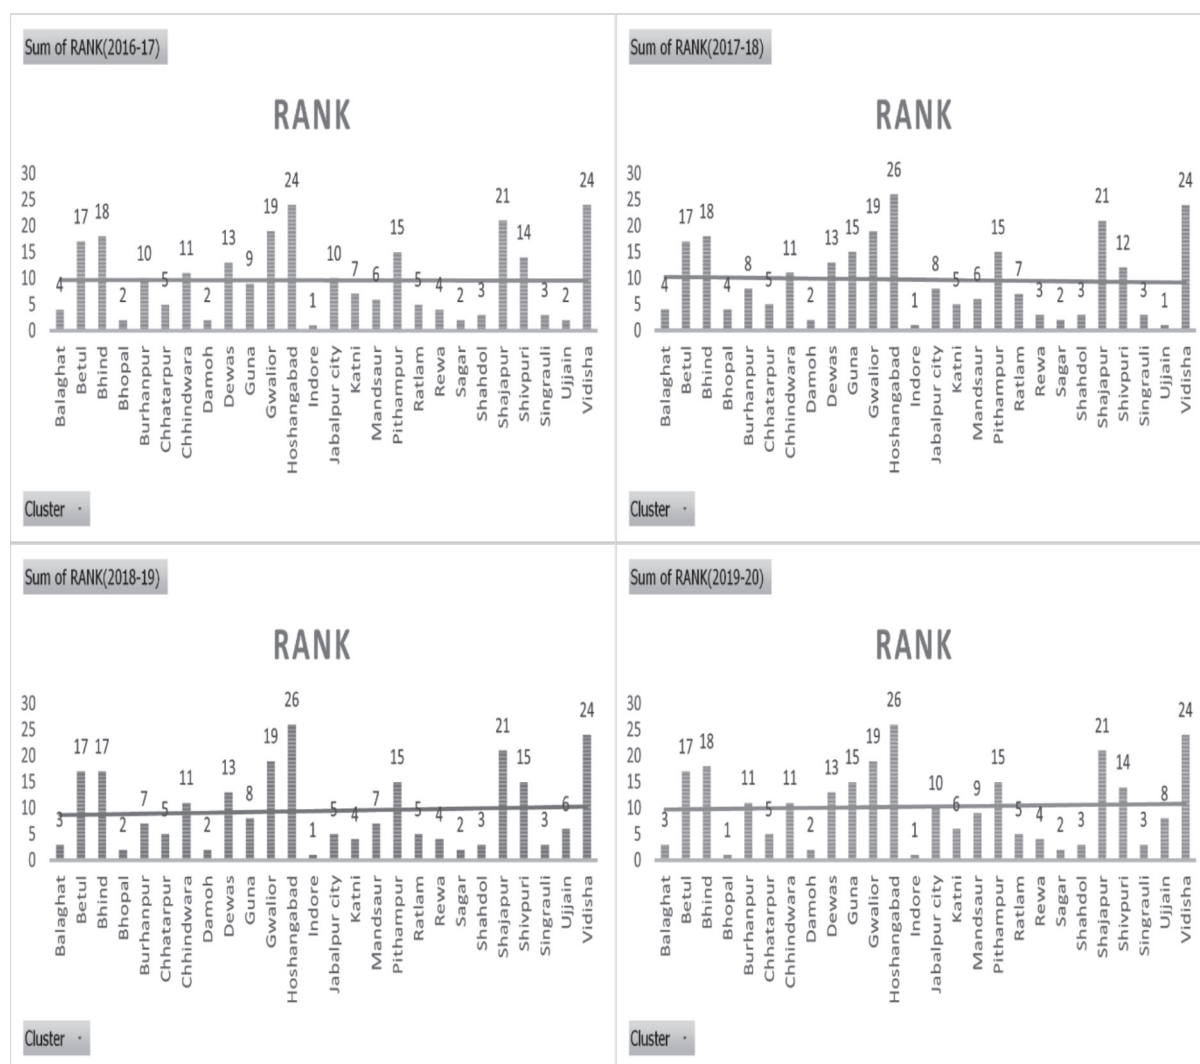 Sum of RANK(2016-17)
RANK
30
25
20
15
10
5
0
4
17
18
2
10
5
11
2
13
9
19
24
1
10
7
6
15
5
4
2
3
21
14
3
2
24
Balaghat
Betul
Bhind
Bhopal
Burhanpur
Chhatarpur
Chhindwara
Damoh
Dewas
Guna
Gwalior
Hoshangabad
Indore
Jabalpur city
Katni
Mandsaur
Pithampur
Ratlam
Rewa
Sagar
Shahdol
Shajapur
Shivpuri
Singrauli
Ujjain
Vidisha
Cluster
Sum of RANK(2017-18)
RANK
30
25
20
15
10
5
0
4
17
18
4
8
5
11
2
13
15
19
26
1
8
5
6
15
7
3
2
3
21
12
3
1
24
Balaghat
Betul
Bhind
Bhopal
Burhanpur
Chhatarpur
Chhindwara
Damoh
Dewas
Guna
Gwalior
Hoshangabad
Indore
Jabalpur city
Katni
Mandsaur
Pithampur
Ratlam
Rewa
Sagar
Shahdol
Shajapur
Shivpuri
Singrauli
Ujjain
Vidisha
Cluster
Sum of RANK(2018-19)
RANK
30
25
20
15
10
5
0
3
17
17
2
7
5
11
2
13
8
19
26
1
5
4
7
15
5
4
2
3
21
15
3
6
24
Balaghat
Betul
Bhind
Bhopal
Burhanpur
Chhatarpur
Chhindwara
Damoh
Dewas
Guna
Gwalior
Hoshangabad
Indore
Jabalpur city
Katni
Mandsaur
Pithampur
Ratlam
Rewa
Sagar
Shahdol
Shajapur
Shivpuri
Singrauli
Ujjain
Vidisha
Cluster
Sum of RANK(2019-20)
RANK
30
25
20
15
10
5
0
3
17
18
1
11
5
11
2
13
15
19
26
1
10
6
9
15
5
4
2
3
21
14
3
8
24
Balaghat
Betul
Bhind
Bhopal
Burhanpur
Chhatarpur
Chhindwara
Damoh
Dewas
Guna
Gwalior
Hoshangabad
Indore
Jabalpur city
Katni
Mandsaur
Pithampur
Ratlam
Rewa
Sagar
Shahdol
Shajapur
Shivpuri
Singrauli
Ujjain
Vidisha
Cluster